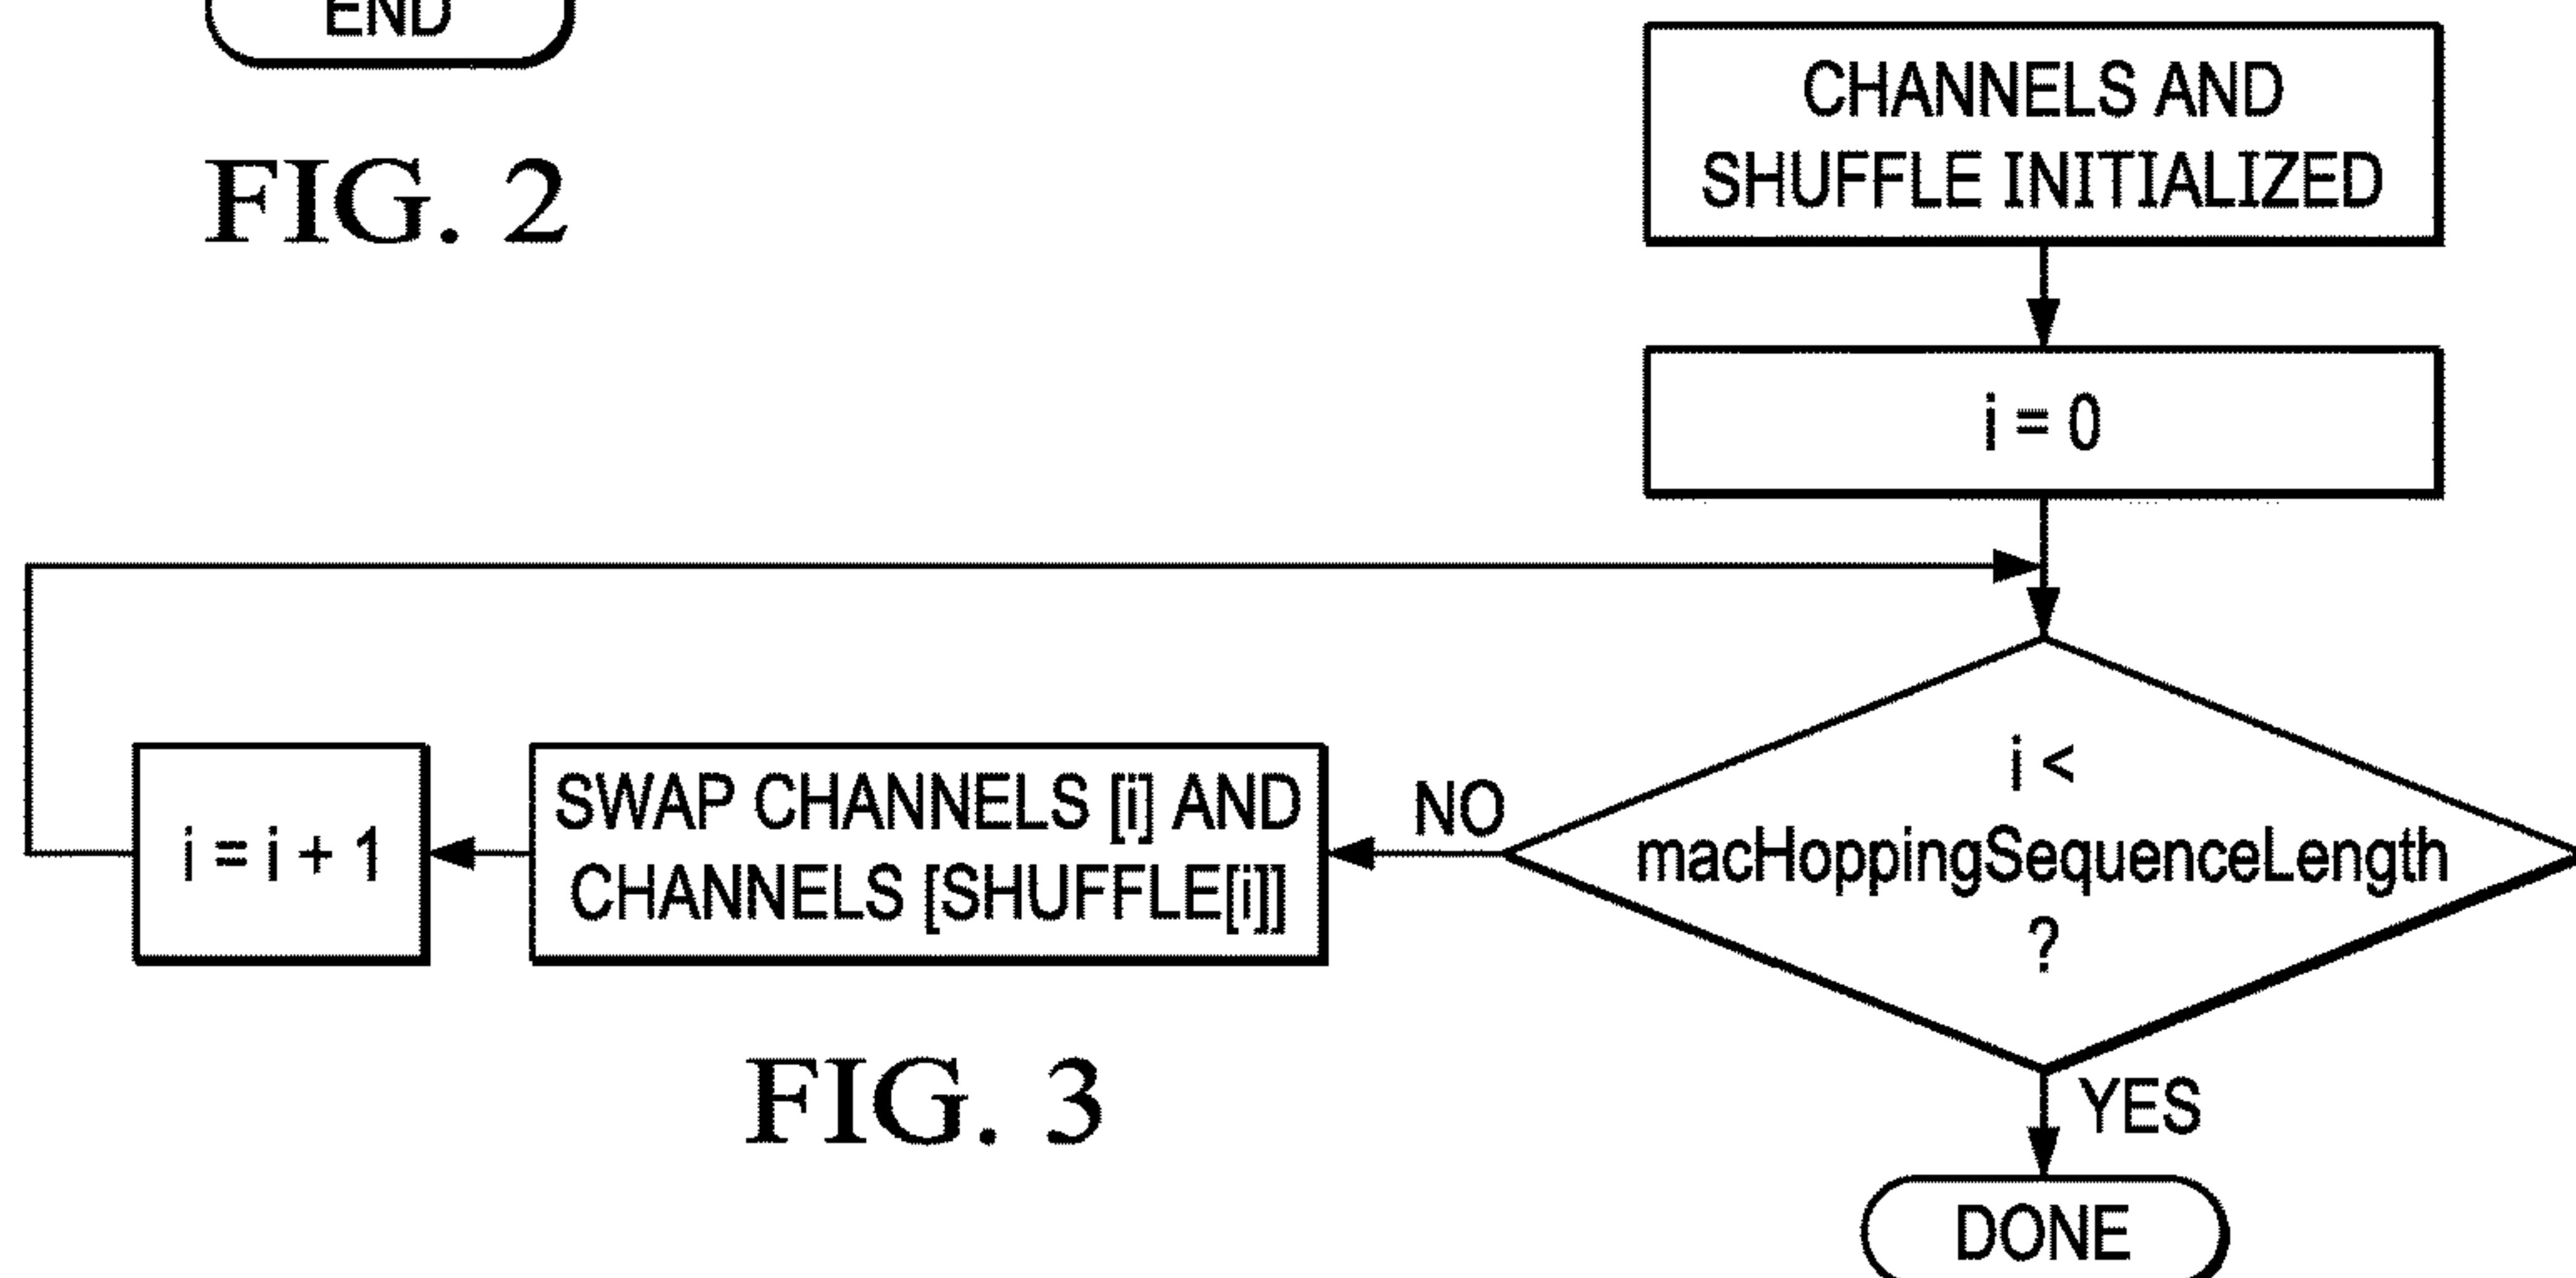 END
FIG. 2
CHANNELS AND
SHUFFLE INITIALIZED
i = 0
i <
macHoppingSequenceLength
?
NO
SWAP CHANNELS [i] AND
CHANNELS [SHUFFLE[i]]
i = i + 1
YES
DONE
FIG. 3